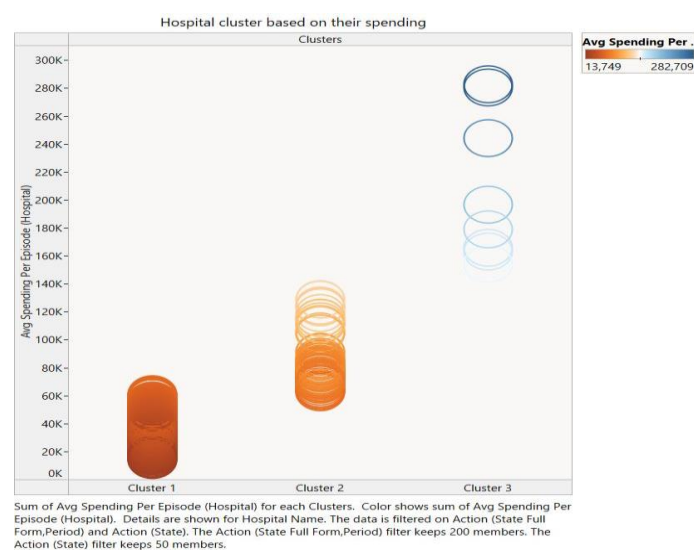 Hospital cluster based on their spending
Clusters
Avg Spending Per .
13,749 282,709
Avg Spending Per Episode (Hospital)
300K
280K
260K
240K
220K
200K
180K
160K
140K
120K
100K
80K
60K
40K
20K
0K
Cluster 1 Cluster 2 Cluster 3
Sum of Avg Spending Per Episode (Hospital) for each Clusters. Color shows sum of Avg Spending Per
Episode (Hospital). Details are shown for Hospital Name. The data is filtered on Action (State Full
Form,Period) and Action (State). The Action (State Full Form,Period) filter keeps 200 members. The
Action (State) filter keeps 50 members.